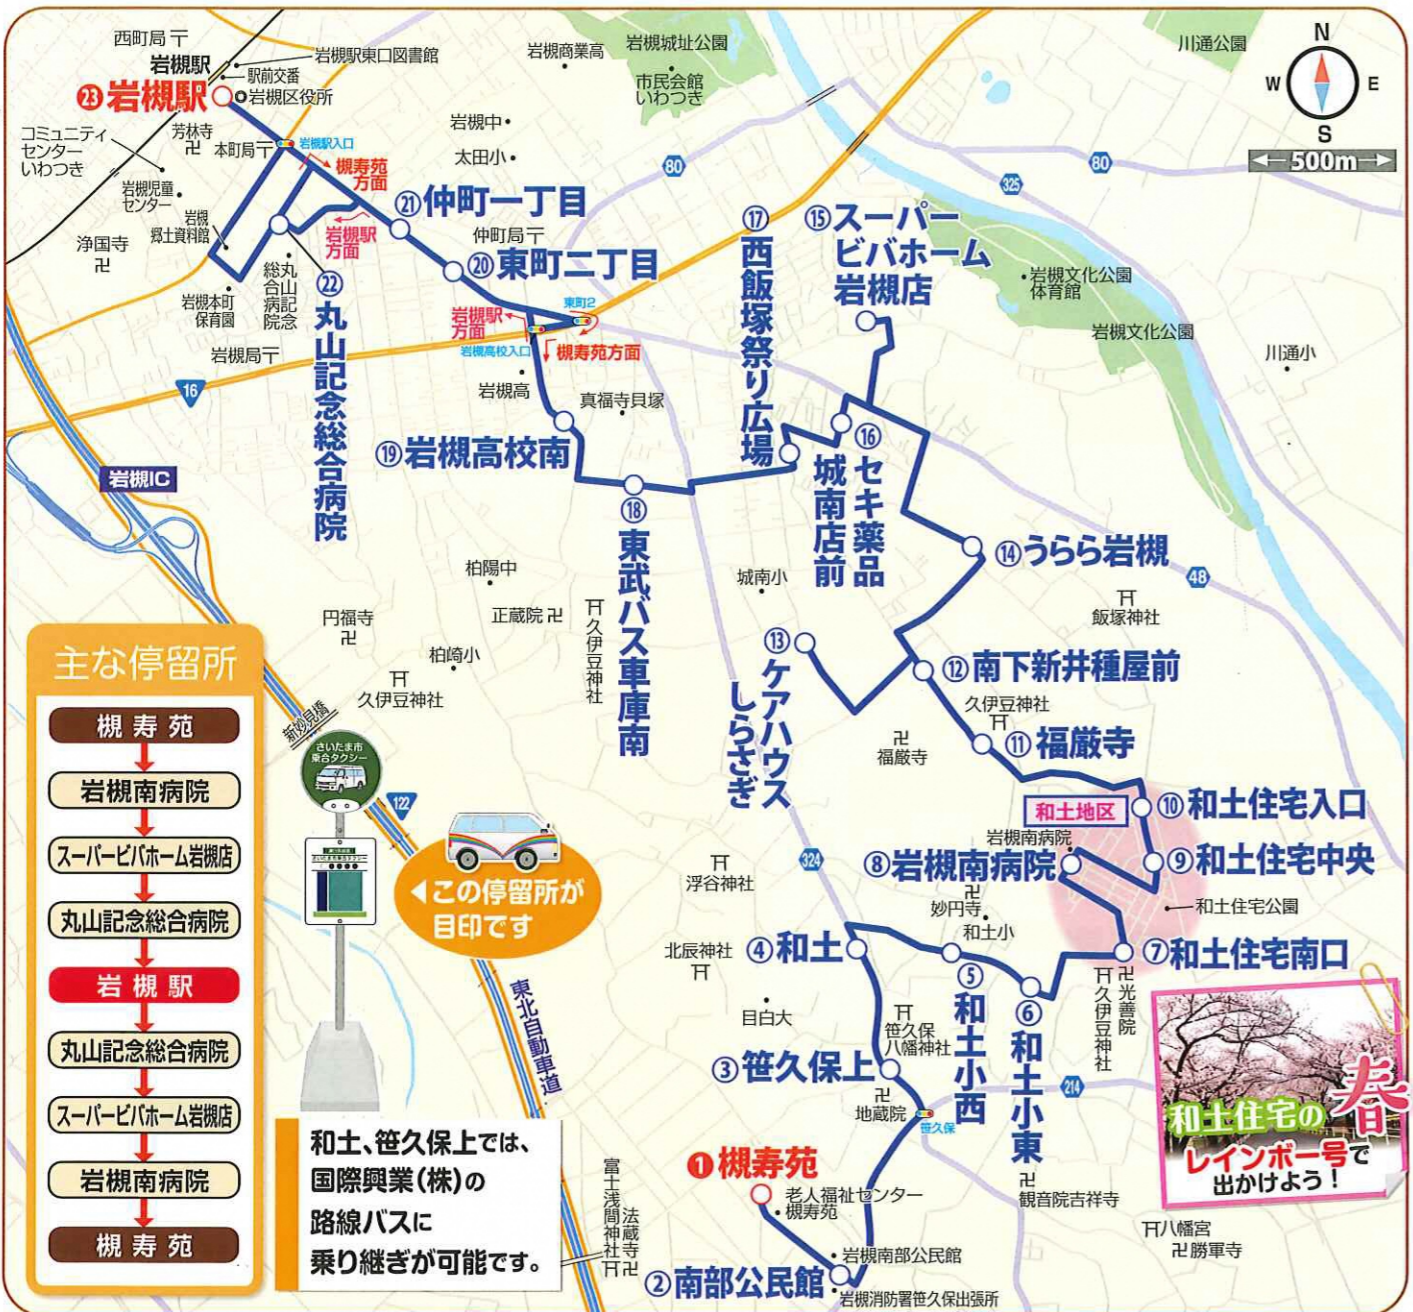 西町局〒
岩槻駅
岩槻駅東口図書館
駅前交番
㉓岩槻駅
岩槻区役所
岩槻商業高
岩槻城址公園
市民会館
いわつき
川通公園
N
W
E
S
500m
コミュニティ
センター
いわつき
芳林寺
卍
本町局〒
岩槻駅入口
槻寿苑
方面
岩槻中
太田小
80
325
80
岩槻児童
センター
岩槻
郷土資料館
浄国寺
卍
岩槻駅
方面
㉑仲町一丁目
仲町局〒
⑳東町二丁目
岩槻本町
保育園
丸山記念
総合病院
㉒丸山記念総合病院
岩槻駅
方面
東町2
岩槻高校入口
槻寿苑方面
岩槻局〒
16
岩槻高
真福寺貝塚
⑰西飯塚祭り広場
⑮スーパー
ビバホーム
岩槻店
岩槻文化公園
体育館
岩槻文化公園
川通小
岩槻IC
⑲岩槻高校南
⑱東武バス車庫南
⑯セキ薬品
城南店前
⑭うらら岩槻
48
飯塚神社
柏陽中
正蔵院卍
久伊豆神社
円福寺
卍
柏崎小
久伊豆神社
城南小
⑬ケアハウス
しらさぎ
⑫南下新井種屋前
久伊豆神社
卍
福厳寺
⑪福厳寺
和土地区
⑩和土住宅入口
岩槻南病院
⑧岩槻南病院
⑨和土住宅中央
和土住宅公園
主な停留所
槻寿苑
岩槻南病院
スーパービバホーム岩槻店
丸山記念総合病院
岩槻駅
丸山記念総合病院
スーパービバホーム岩槻店
岩槻南病院
槻寿苑
新妙見橋
さいたま市
乗合タクシー
122
この停留所が
目印です
東北自動車道
浮谷神社
324
卍
妙円寺
和土小
北辰神社
④和土
⑤和土小西
⑥和土小東
⑦和土住宅南口
卍光善院
久伊豆神社
目白大
笹久保
八幡神社
③笹久保上
卍
地蔵院
笹久保
214
①槻寿苑
老人福祉センター
槻寿苑
卍
観音院吉祥寺
八幡宮
卍勝軍寺
岩槻南部公民館
②南部公民館
岩槻消防署笹久保出張所
法蔵寺卍
富士浅間神社
和土、笹久保上では、
国際興業(株)の
路線バスに
乗り継ぎが可能です。
和土住宅の春
レインボー号で
出かけよう!